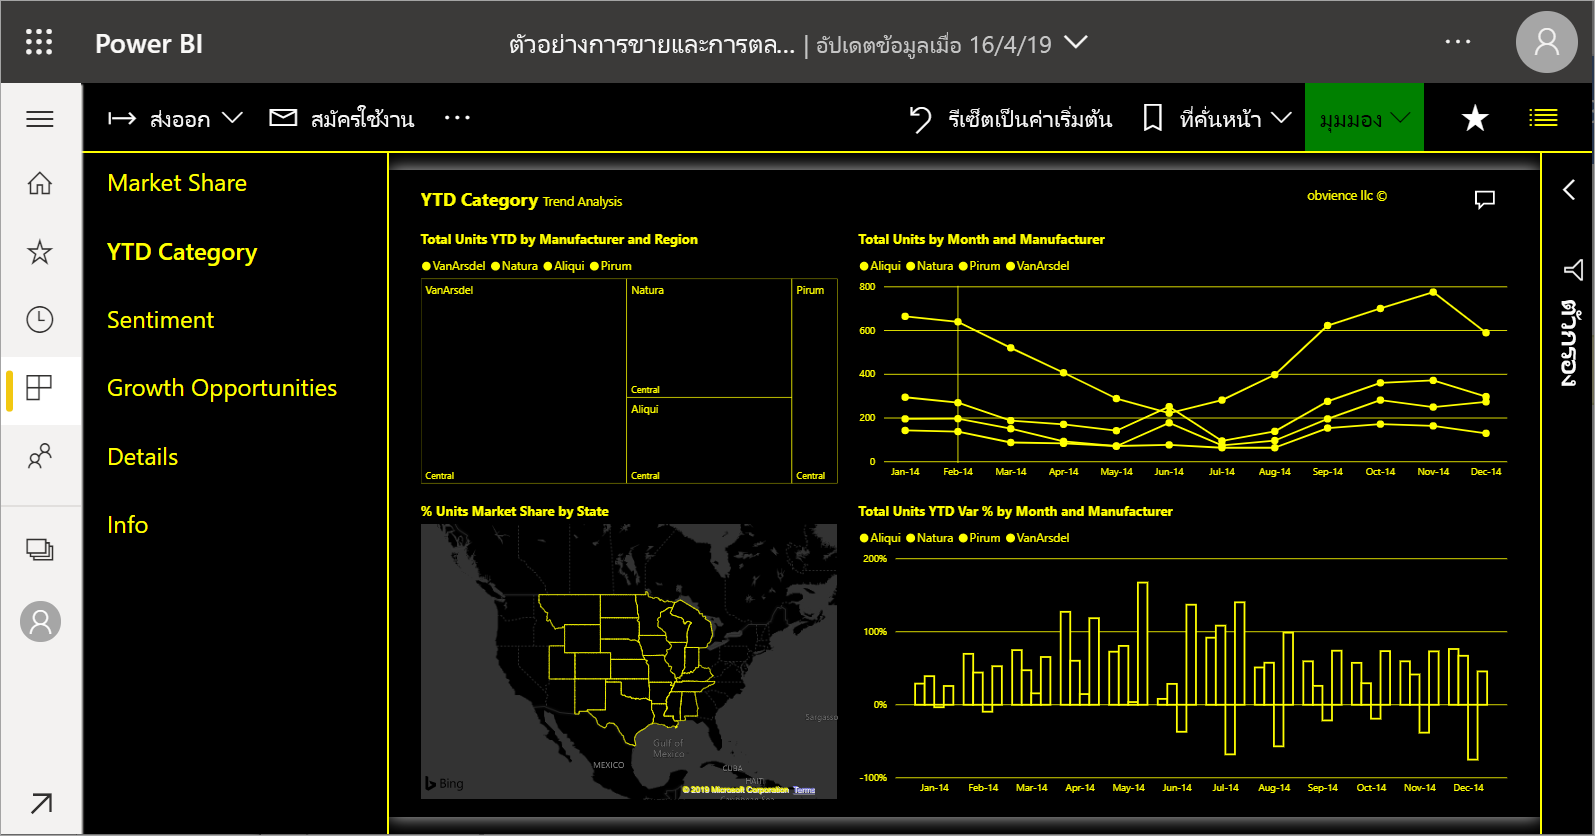 Power BI
ตัวอย่างการขายและการตล... | อัปเดตข้อมูลเมื่อ 16/4/19
ส่งออก สมัครใช้งาน ... รีเซ็ตเป็นค่าเริ่มต้น ที่คั่นหน้า มุมมอง
Market Share
YTD Category
Sentiment
Growth Opportunities
Details
Info
YTD Category Trend Analysis
obvience llc ©
Total Units YTD by Manufacturer and Region
VanArsdel Natura Aliqui Pirum
VanArsdel
Central
Natura
Central
Aliqui
Central
Pirum
Central
Total Units by Month and Manufacturer
Aliqui Natura Pirum VanArsdel
800
600
400
200
0
Jan-14 Feb-14 Mar-14 Apr-14 May-14 Jun-14 Jul-14 Aug-14 Sep-14 Oct-14 Nov-14 Dec-14
% Units Market Share by State
Sargasso
Gulf of
Mexico
MEXICO
CUBA
HAITI
Bing
© 2019 Microsoft Corporation Terms
Total Units YTD Var % by Month and Manufacturer
Aliqui Natura Pirum VanArsdel
200%
100%
0%
-100%
Jan-14 Feb-14 Mar-14 Apr-14 May-14 Jun-14 Jul-14 Aug-14 Sep-14 Oct-14 Nov-14 Dec-14
ตัวกรอง